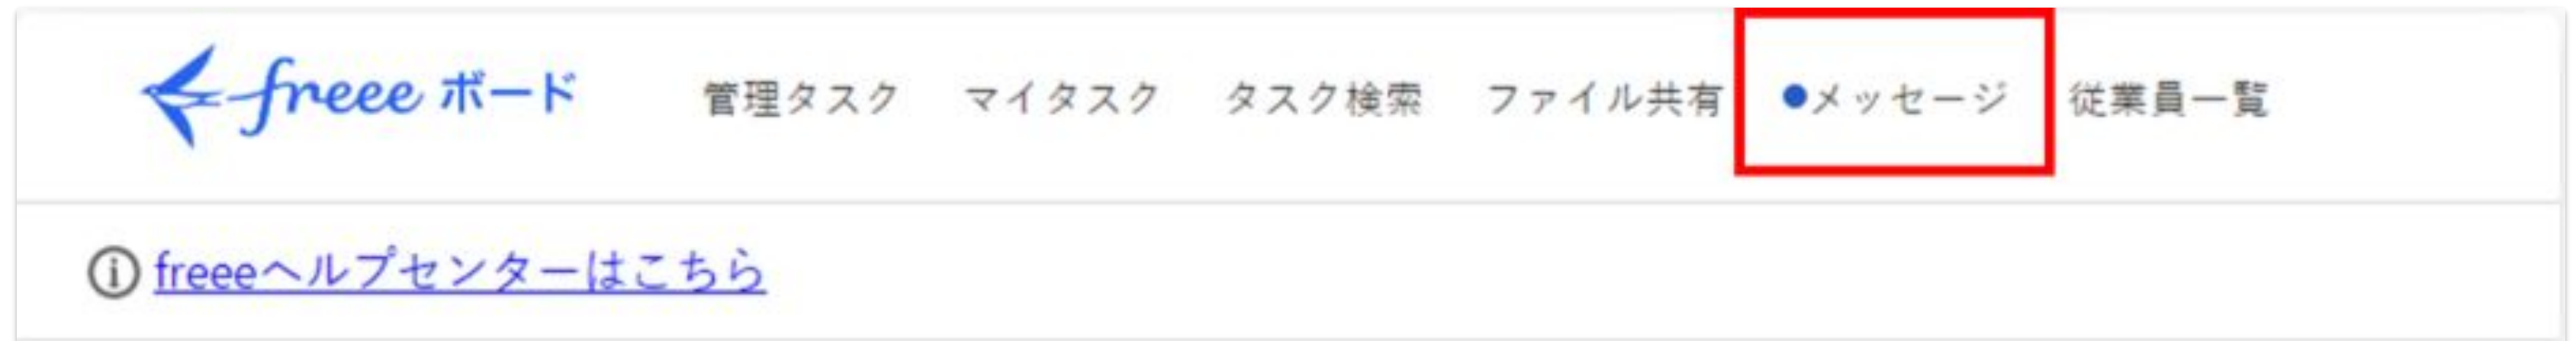 freee ボード 管理タスク マイタスク タスク検索 ファイル共有 ●メッセージ 従業員一覧
freeeヘルプセンターはこちら